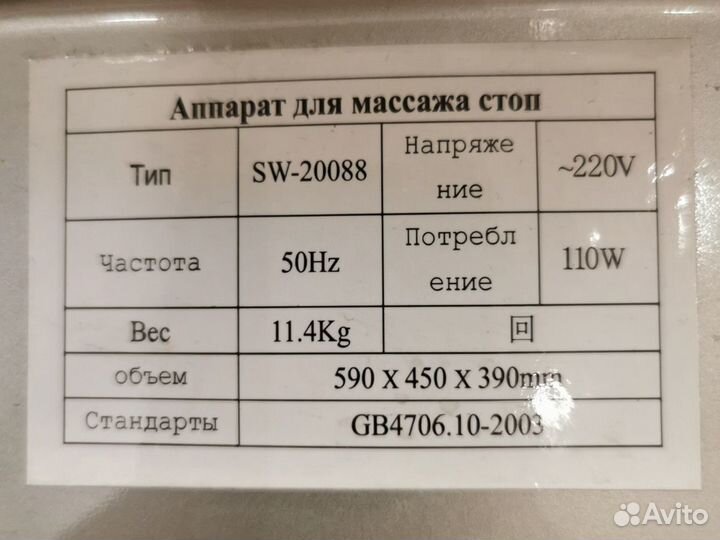 Аппарат для массажа стоп
Тип SW-20088 Напряже
ние ~220V
Частота 50Hz Потребл
ение 110W
Вес 11.4Kg 回
объем 590 X 450 X 390mm
Стандарты GB4706.10-2003
Avito